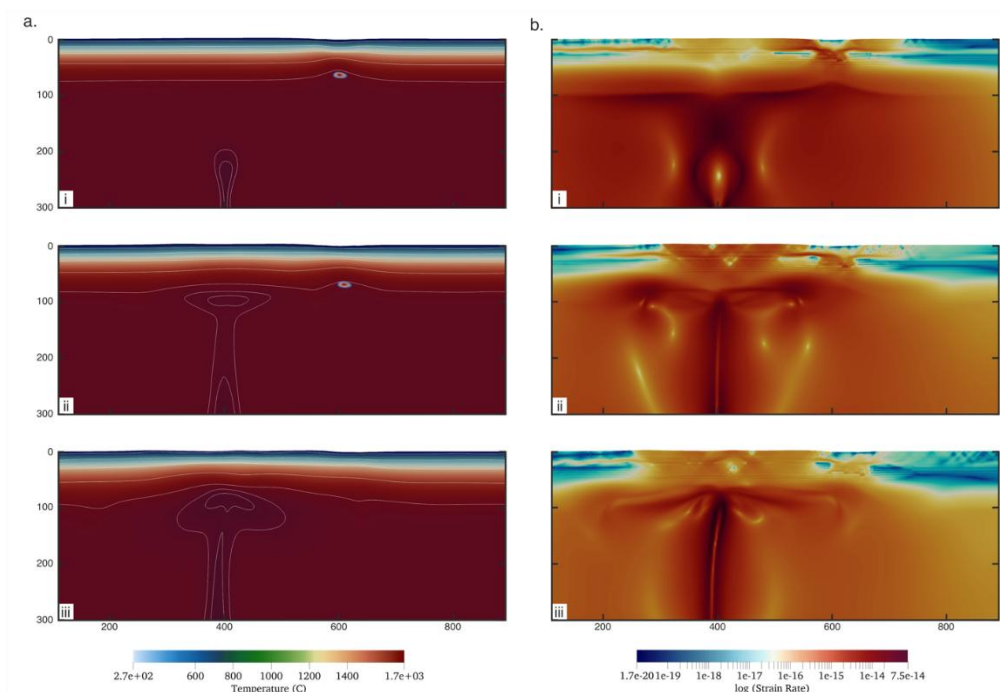 a.
b.
0
100
200
300
i
i
0
100
200
300
ii
ii
0
100
200
300
iii
iii
200 400 600 800
200 400 600 800
2.7e+02 600 800 1000 1200 1400 1.7e+03
Temperature (C)
1.7e-20 1e-19 1e-18 1e-17 1e-16 1e-15 1e-14 7.5e-14
log (Strain Rate)